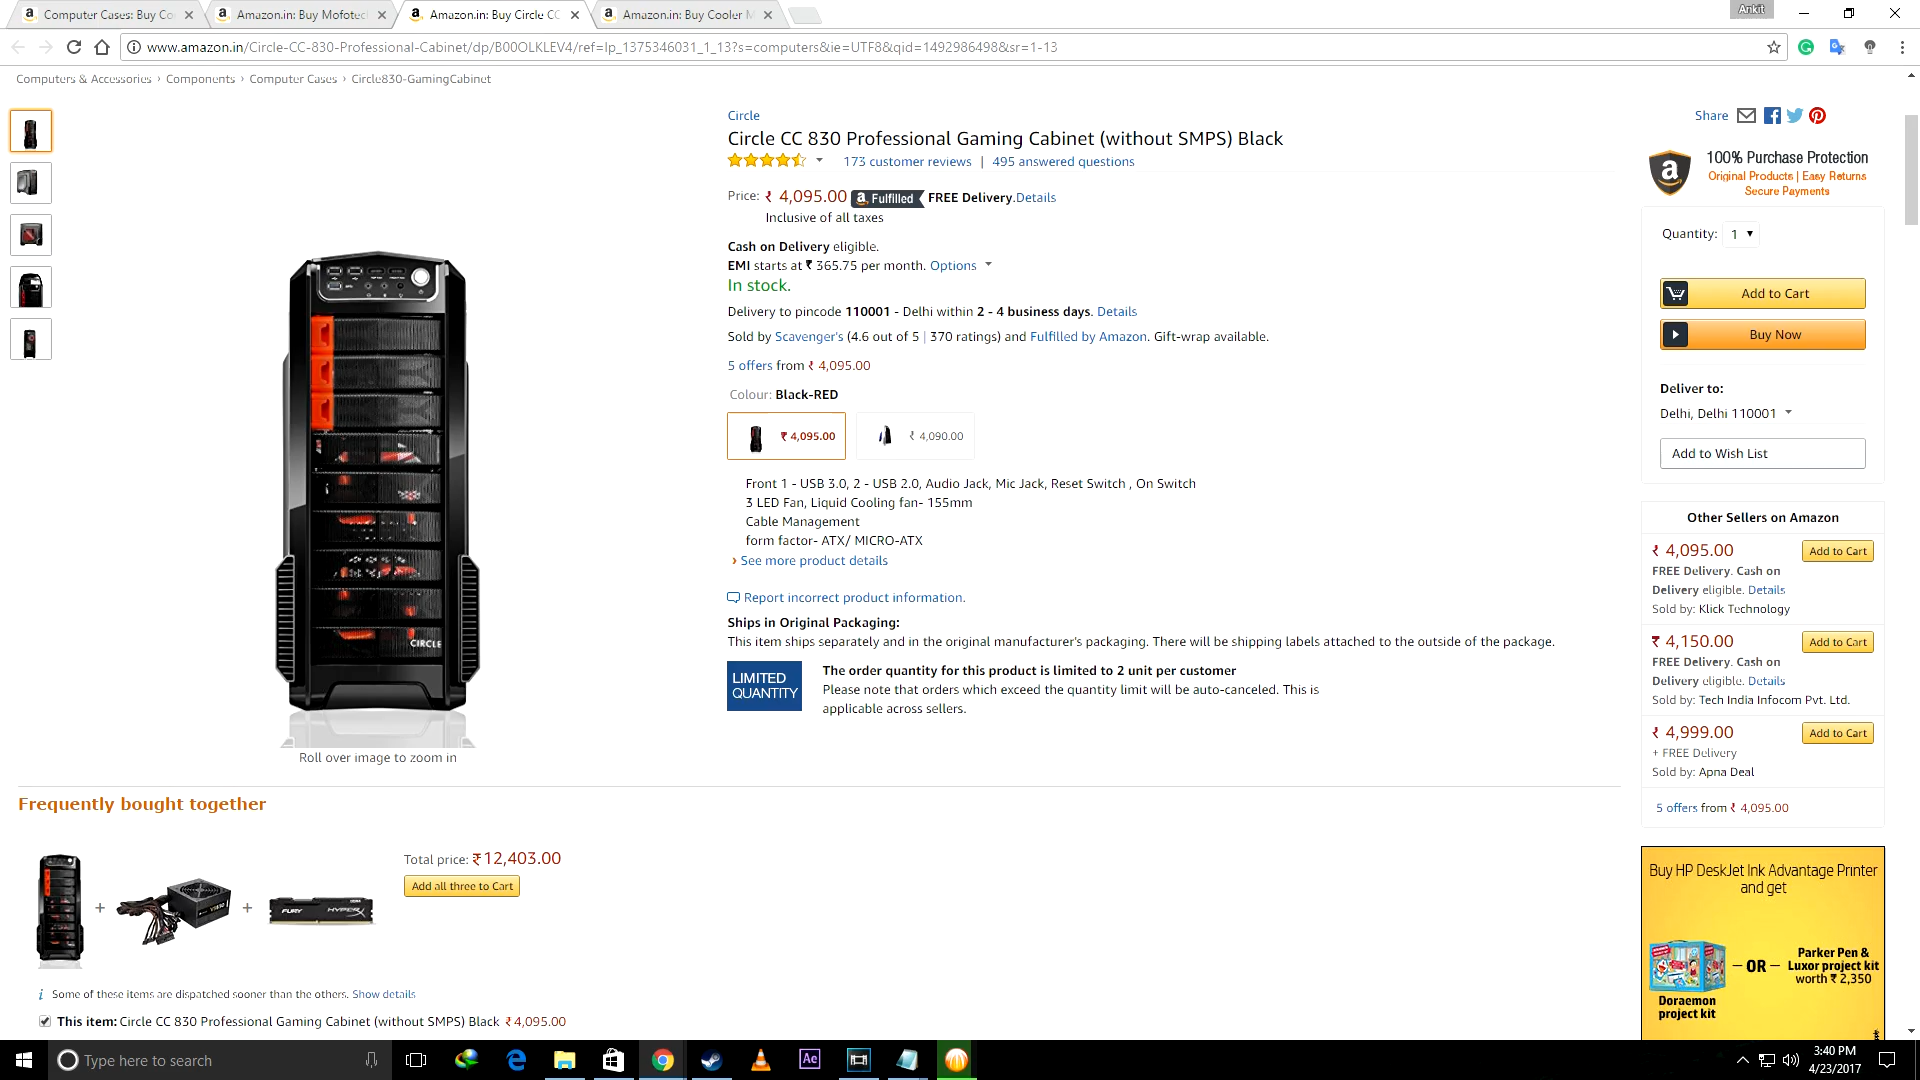 Computer Cases: Buy Co
Amazon.in: Buy Mofotech
Amazon.in: Buy Circle CC
Amazon.in: Buy Cooler M
Ankit
www.amazon.in/Circle-CC-830-Professional-Cabinet/dp/B00OLKLEV4/ref=lp_1375346031_1_13?s=computers&ie=UTF8&qid=1492986498&sr=1-13
Computers & Accessories › Components › Computer Cases › Circle830-GamingCabinet
Circle
Circle CC 830 Professional Gaming Cabinet (without SMPS) Black
173 customer reviews | 495 answered questions
Price: ₹ 4,095.00 a Fulfilled FREE Delivery.Details
Inclusive of all taxes
Cash on Delivery eligible.
EMI starts at ₹ 365.75 per month. Options
In stock.
Delivery to pincode 110001 - Delhi within 2 - 4 business days. Details
Sold by Scavenger's (4.6 out of 5 | 370 ratings) and Fulfilled by Amazon. Gift-wrap available.
5 offers from ₹ 4,095.00
Colour: Black-RED
₹ 4,095.00
₹ 4,090.00
Front 1 - USB 3.0, 2 - USB 2.0, Audio Jack, Mic Jack, Reset Switch , On Switch
3 LED Fan, Liquid Cooling fan- 155mm
Cable Management
form factor- ATX/ MICRO-ATX
› See more product details
Report incorrect product information.
Ships in Original Packaging:
This item ships separately and in the original manufacturer's packaging. There will be shipping labels attached to the outside of the package.
LIMITED
QUANTITY
The order quantity for this product is limited to 2 unit per customer
Please note that orders which exceed the quantity limit will be auto-canceled. This is
applicable across sellers.
CIRCLE
Roll over image to zoom in
Share
100% Purchase Protection
Original Products | Easy Returns
Secure Payments
Quantity: 1
Add to Cart
Buy Now
Deliver to:
Delhi, Delhi 110001
Add to Wish List
Other Sellers on Amazon
₹ 4,095.00
Add to Cart
FREE Delivery. Cash on
Delivery eligible. Details
Sold by: Klick Technology
₹ 4,150.00
Add to Cart
FREE Delivery. Cash on
Delivery eligible. Details
Sold by: Tech India Infocom Pvt. Ltd.
₹ 4,999.00
Add to Cart
+ FREE Delivery
Sold by: Apna Deal
5 offers from ₹ 4,095.00
Frequently bought together
+
+
FURY HYPERX
Total price: ₹12,403.00
Add all three to Cart
i Some of these items are dispatched sooner than the others. Show details
This item: Circle CC 830 Professional Gaming Cabinet (without SMPS) Black ₹ 4,095.00
Buy HP DeskJet Ink Advantage Printer
and get
Doraemon
project kit
– OR –
Parker Pen &
Luxor project kit
worth ₹ 2,350
Type here to search
Ae
3:40 PM
4/23/2017